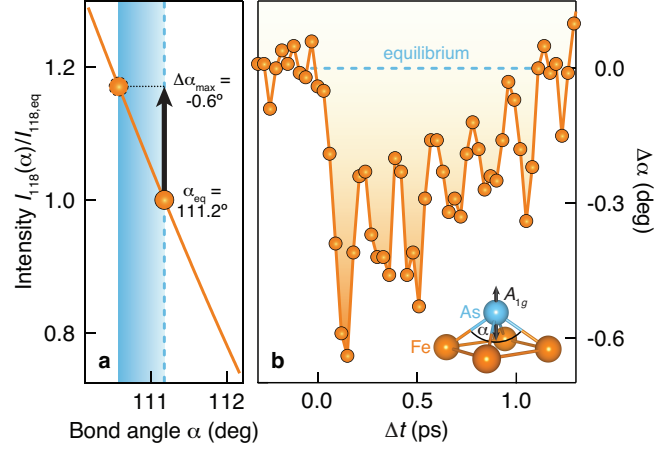 Intensity I118(α)/I118,eq
1.2
1.0
0.8
Δαmax =
-0.6º
αeq =
111.2º
a
111
112
Bond angle α (deg)
equilibrium
b
As
A1g
α
Fe
0.0
0.5
1.0
Δt (ps)
0.0
-0.3
-0.6
Δα (deg)